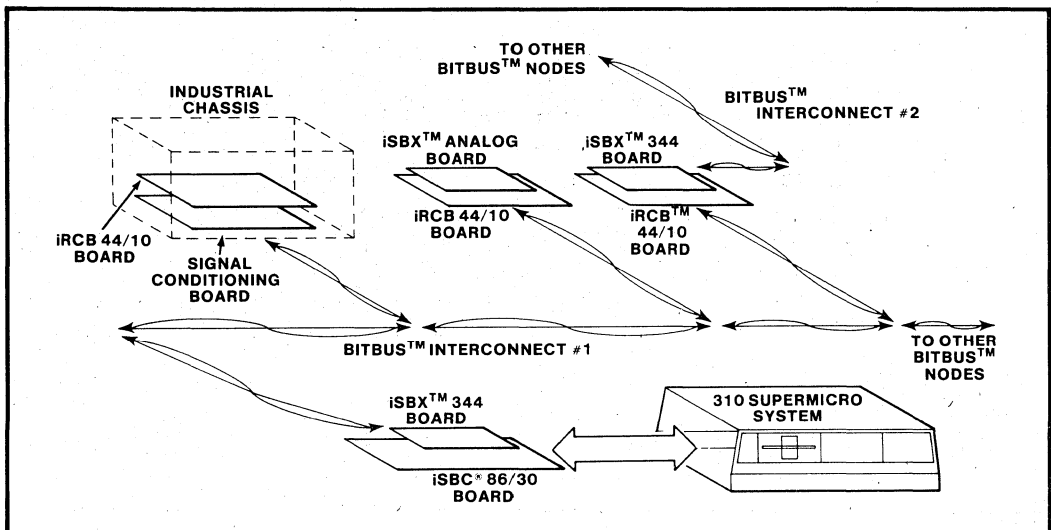 TO OTHER
BITBUS™ NODES
INDUSTRIAL
CHASSIS
BITBUS™
INTERCONNECT #2
iSBX™ ANALOG
BOARD
iSBX™ 344
BOARD
iRCB 44/10
BOARD
SIGNAL
CONDITIONING
BOARD
iRCB 44/10
BOARD
iRCB™
44/10
BOARD
BITBUS™ INTERCONNECT #1
TO OTHER
BITBUS™
NODES
iSBX™ 344
BOARD
310 SUPERMICRO
SYSTEM
iSBC® 86/30
BOARD